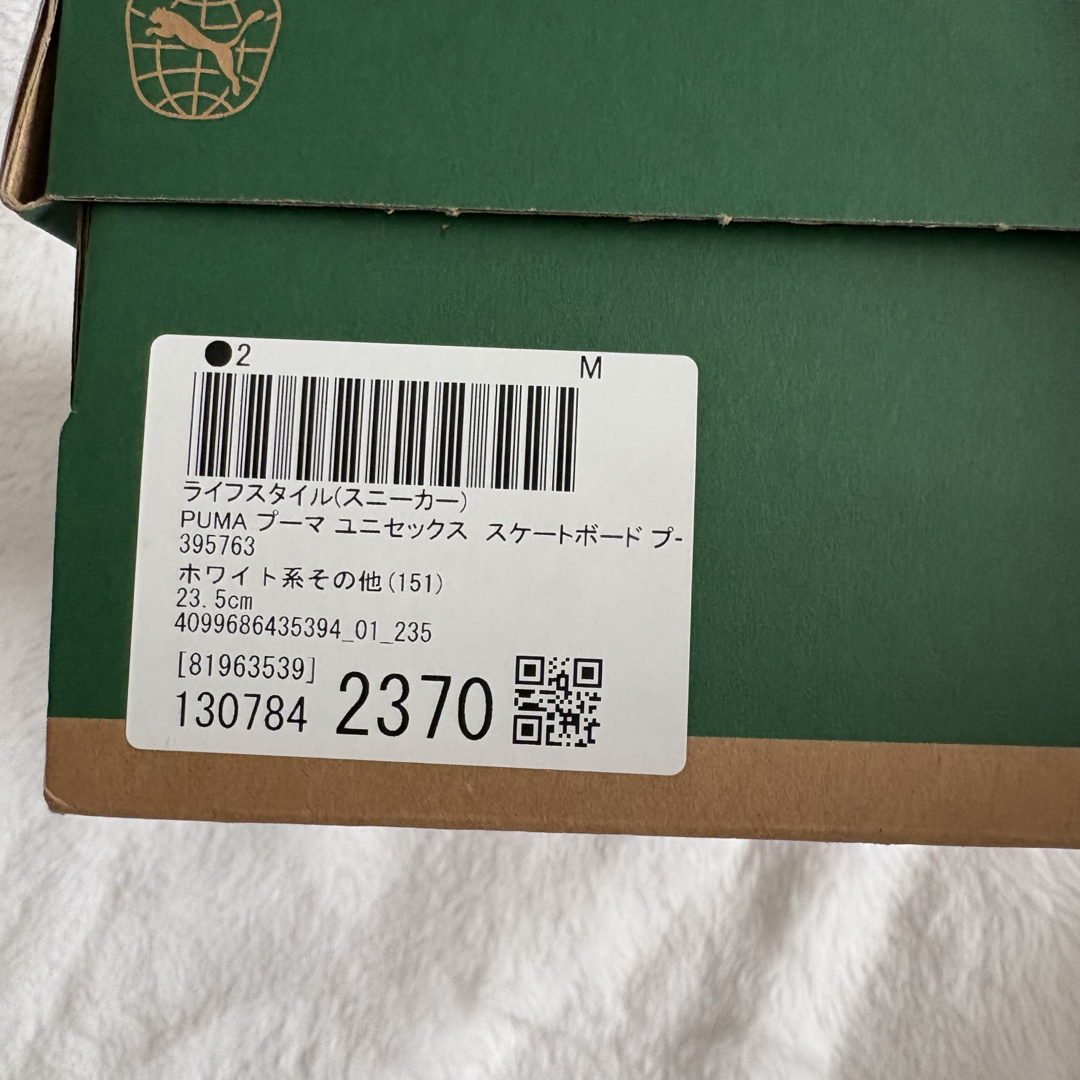 ●2 M
ライフスタイル(スニーカー)
PUMA プーマ ユニセックス スケートボード プ-
395763
ホワイト系その他(151)
23.5cm
4099686435394_01_235
[81963539]
130784 2370